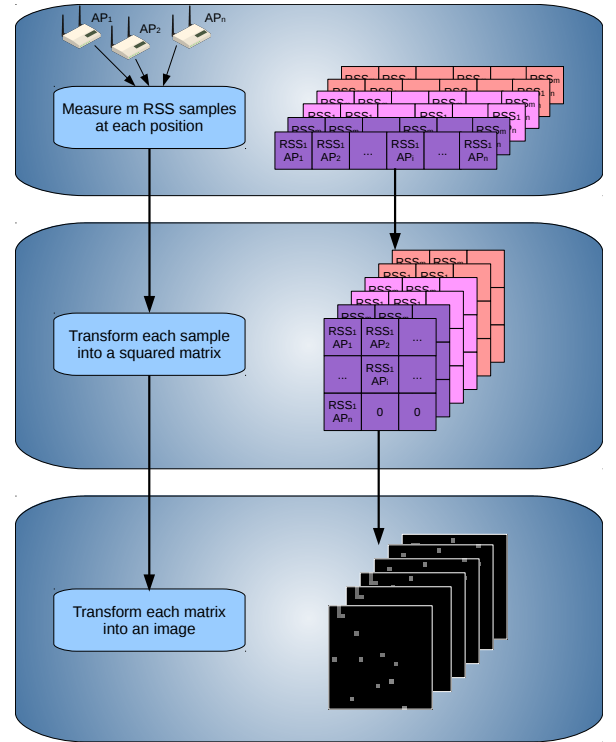 AP₁
AP₂
APₙ
Measure m RSS samples
at each position
RSS₁ RSS₁ ... RSS₁ ... RSS₁
AP₁ AP₂ APᵢ APₙ
Transform each sample
into a squared matrix
RSS₁ RSS₁ ...
AP₁ AP₂
... RSS₁ ...
APᵢ
RSS₁ 0 0
APₙ
Transform each matrix
into an image